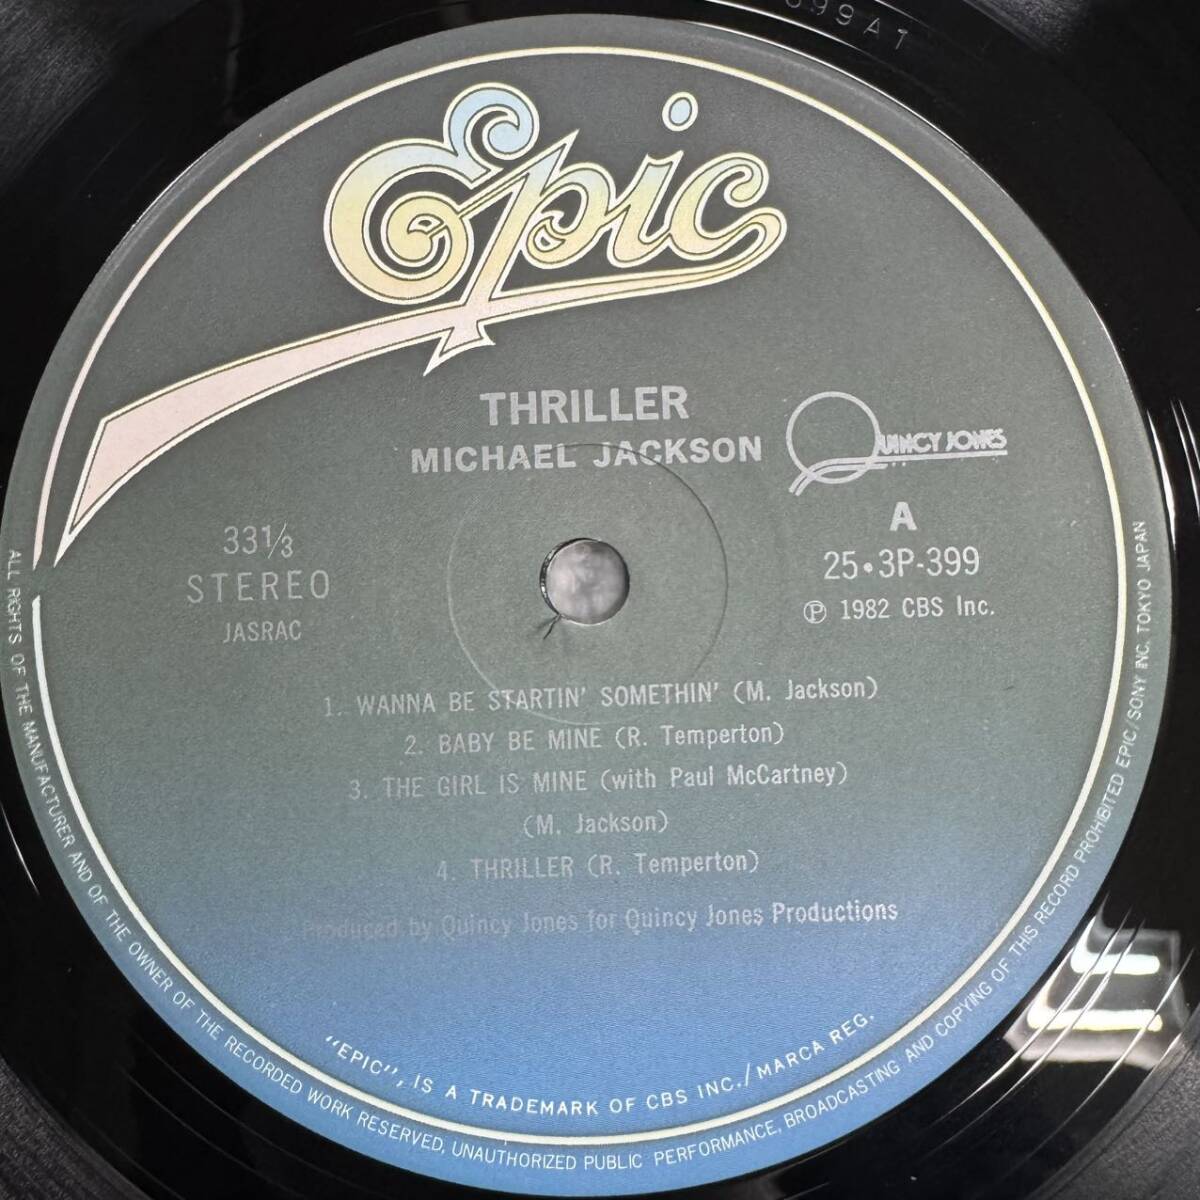 99A1
Epic
THRILLER
MICHAEL JACKSON
QUINCY JONES
33⅓
STEREO
JASRAC
A
25•3P-399
Ⓟ 1982 CBS Inc.
1. WANNA BE STARTIN' SOMETHIN' (M. Jackson)
2. BABY BE MINE (R. Temperton)
3. THE GIRL IS MINE (with Paul McCartney)
(M. Jackson)
4. THRILLER (R. Temperton)
Produced by Quincy Jones for Quincy Jones Productions
"EPIC", IS A TRADEMARK OF CBS INC./MARCA REG.
ALL RIGHTS OF THE MANUFACTURER AND OF THE OWNER OF THE RECORDED WORK RESERVED, UNAUTHORIZED PUBLIC PERFORMANCE, BROADCASTING AND COPYING OF THIS RECORD PROHIBITED EPIC/SONY INC. TOKYO JAPAN